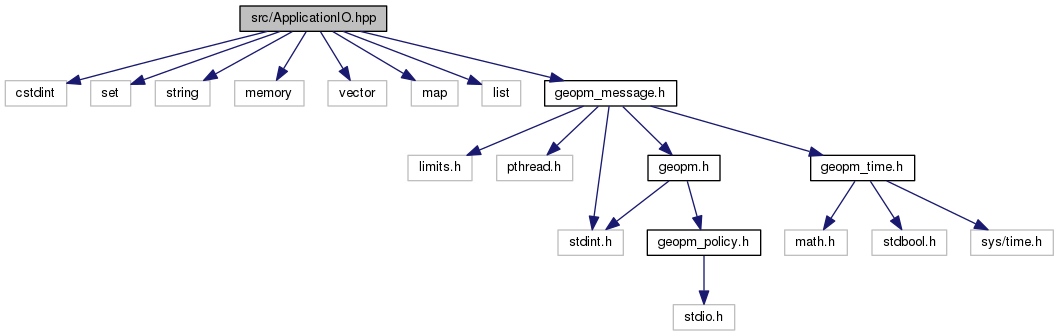 src/ApplicationIO.hpp
cstdint
set
string
memory
vector
map
list
geopm_message.h
limits.h
pthread.h
geopm.h
geopm_time.h
stdint.h
geopm_policy.h
math.h
stdbool.h
sys/time.h
stdio.h